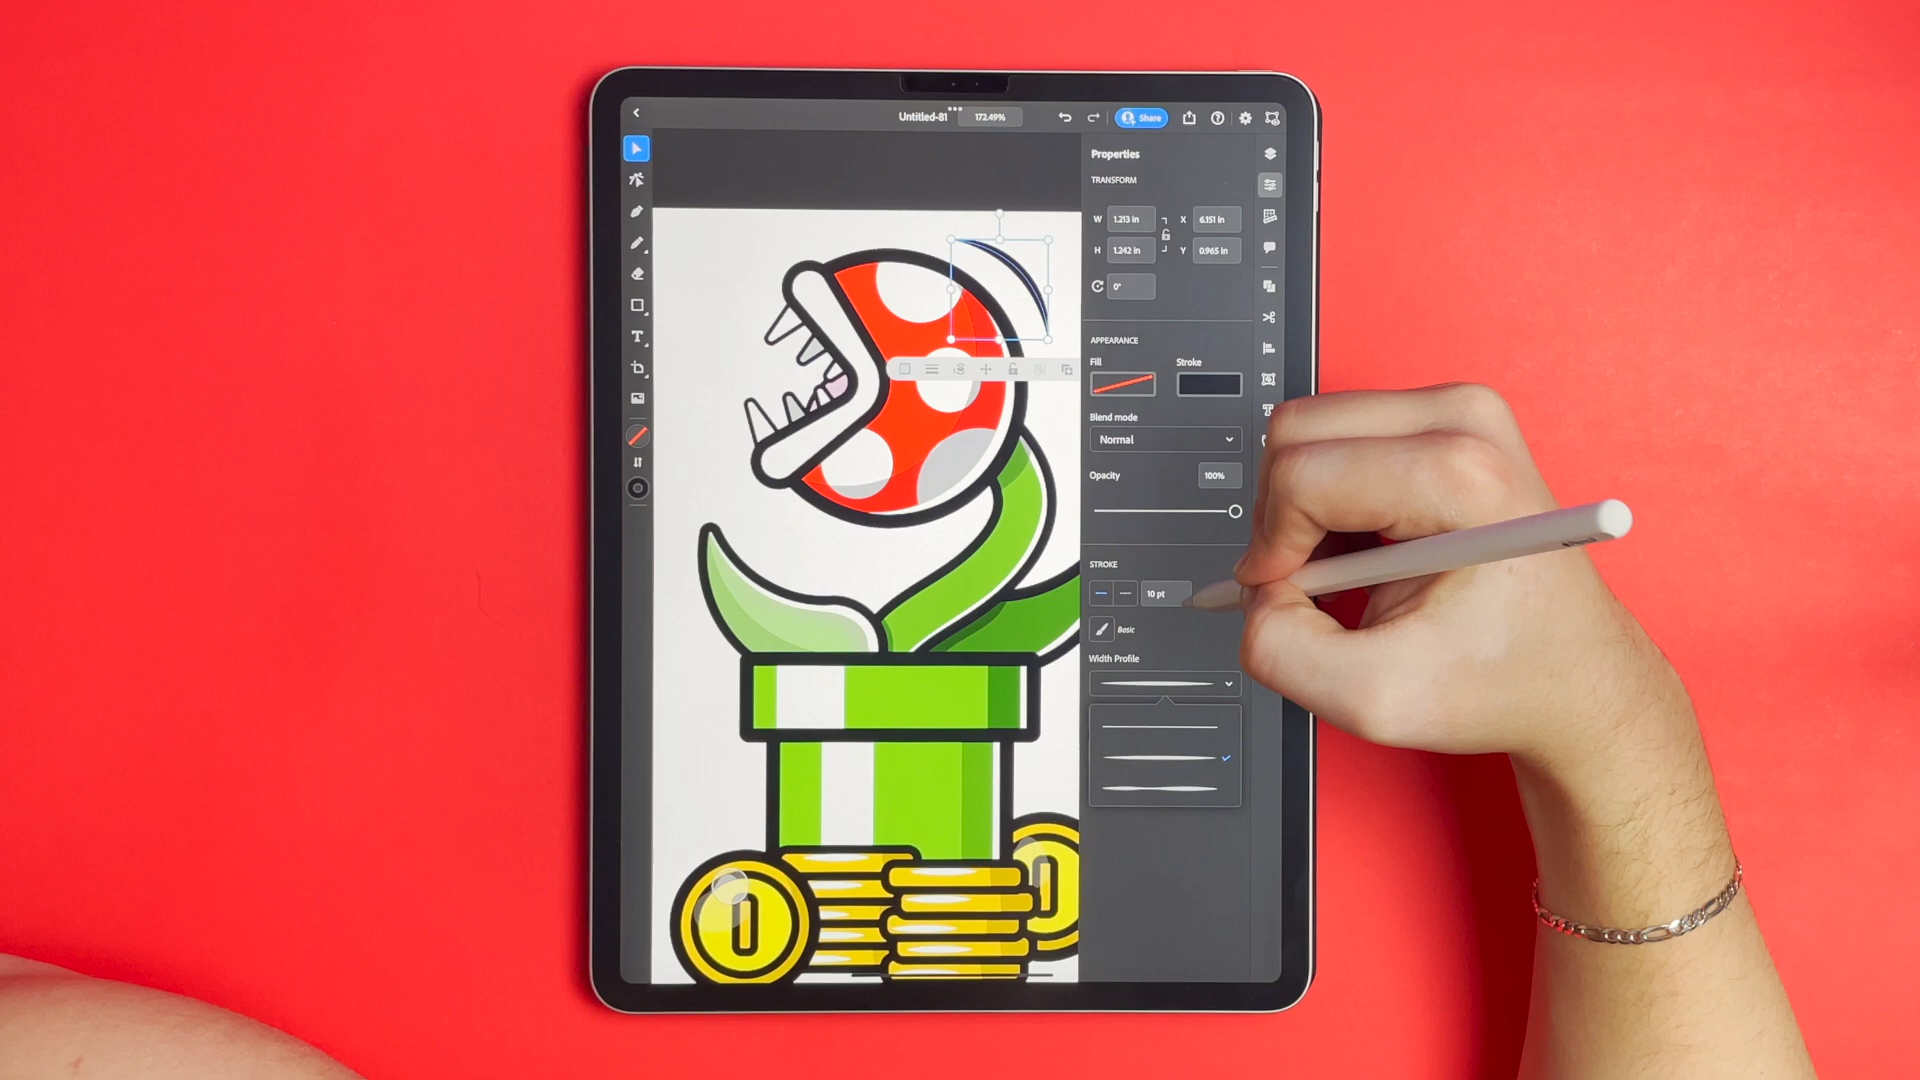 Untitled-81
172.49%
Share
Properties
TRANSFORM
W 1.213 in X 6.151 in
H 1.242 in Y 0.965 in
0°
APPEARANCE
Fill Stroke
Blend mode
Normal
Opacity 100%
STROKE
10 pt
Basic
Width Profile